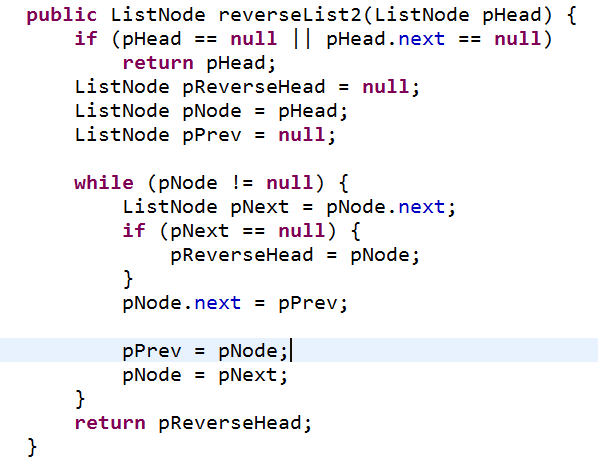 public ListNode reverseList2(ListNode pHead) {
    if (pHead == null || pHead.next == null)
        return pHead;
    ListNode pReverseHead = null;
    ListNode pNode = pHead;
    ListNode pPrev = null;

    while (pNode != null) {
        ListNode pNext = pNode.next;
        if (pNext == null) {
            pReverseHead = pNode;
        }
        pNode.next = pPrev;

        pPrev = pNode;
        pNode = pNext;
    }
    return pReverseHead;
}